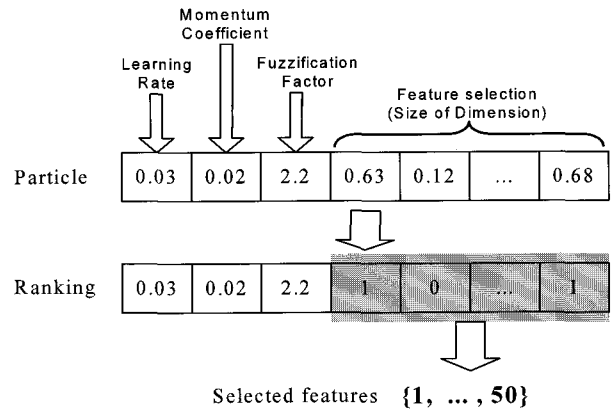 Momentum
Coefficient
Learning
Rate
Fuzzification
Factor
Feature selection
(Size of Dimension)
Particle 0.03 0.02 2.2 0.63 0.12 ... 0.68
Ranking 0.03 0.02 2.2 1 0 ... 1
Selected features {1, ... , 50}